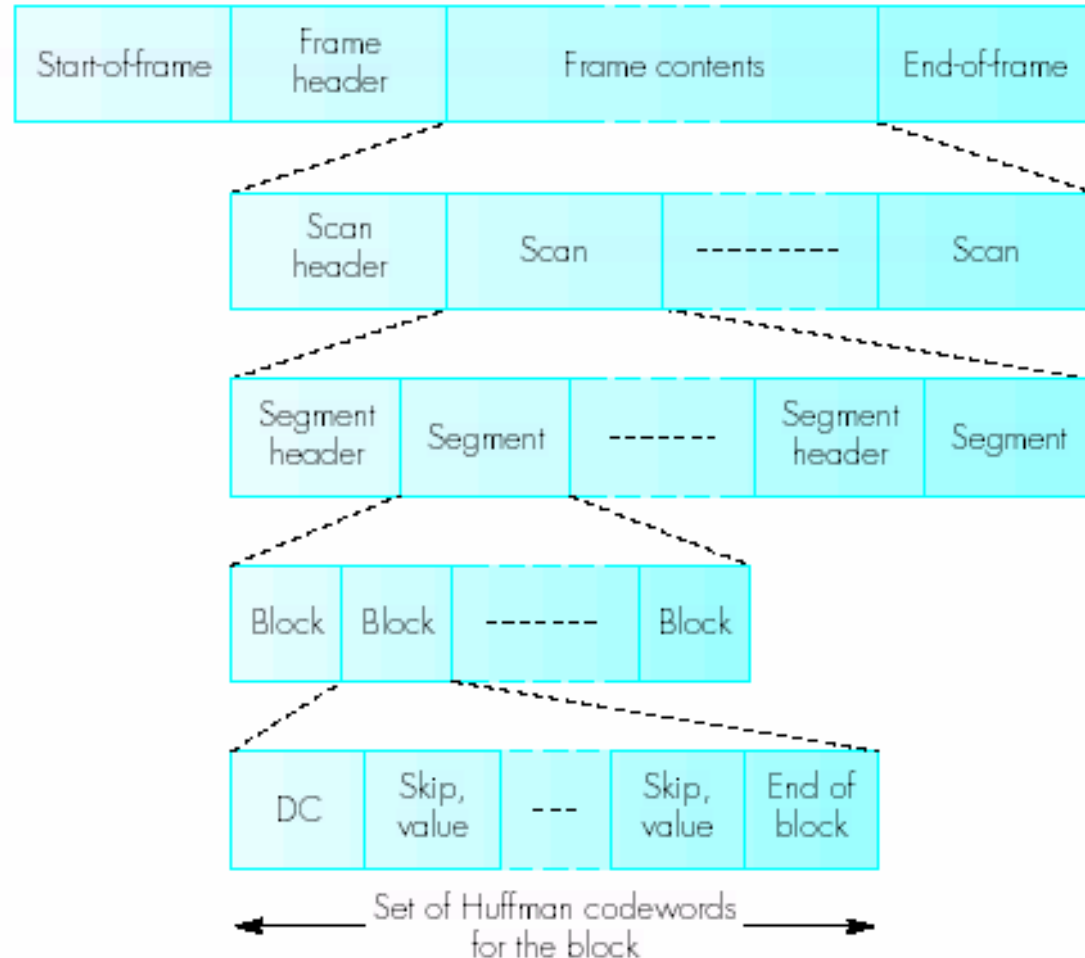 Start-of-frame
Frame
header
Frame contents
End-of-frame
Scan
header
Scan
Scan
Segment
header
Segment
Segment
header
Segment
Block
Block
Block
DC
Skip,
value
Skip,
value
End of
block
Set of Huffman codewords
for the block